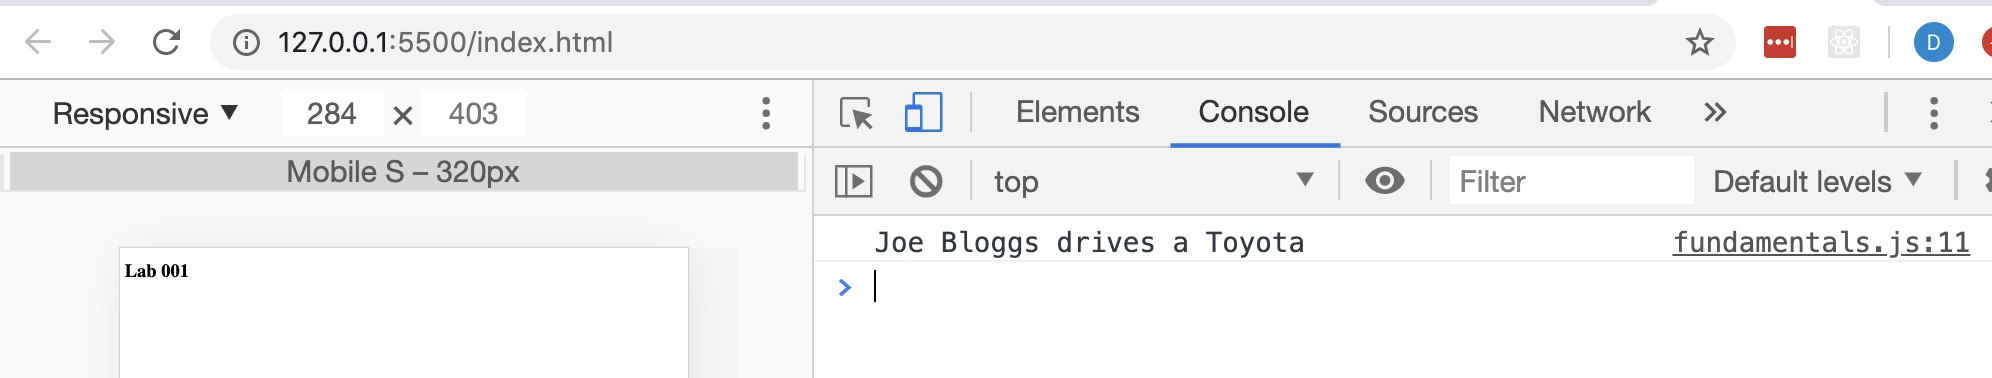 127.0.0.1:5500/index.html
D
Responsive ▼ 284 × 403
Elements Console Sources Network »
Mobile S – 320px
top ▼ Filter Default levels ▼
Lab 001
Joe Bloggs drives a Toyota fundamentals.js:11
>